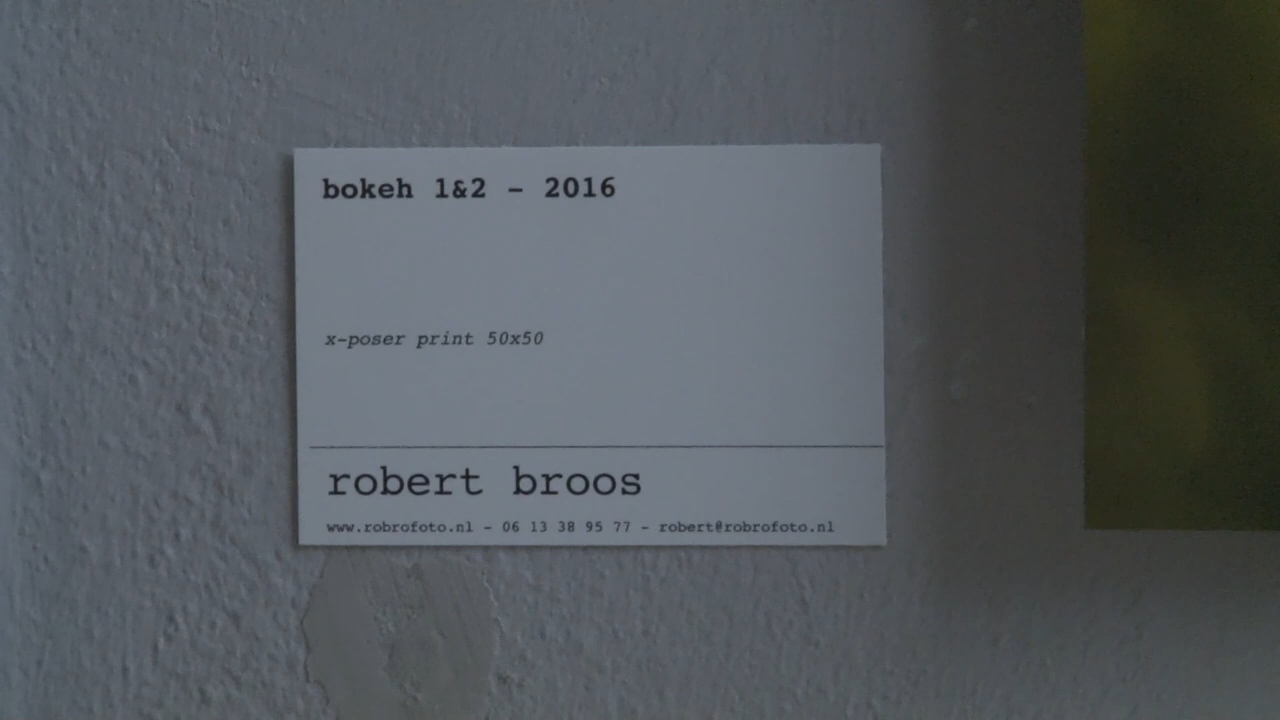 bokeh 1&2 - 2016
x-poser print 50x50
robert broos
www.robrofoto.nl - 06 13 38 95 77 - robert@robrofoto.nl